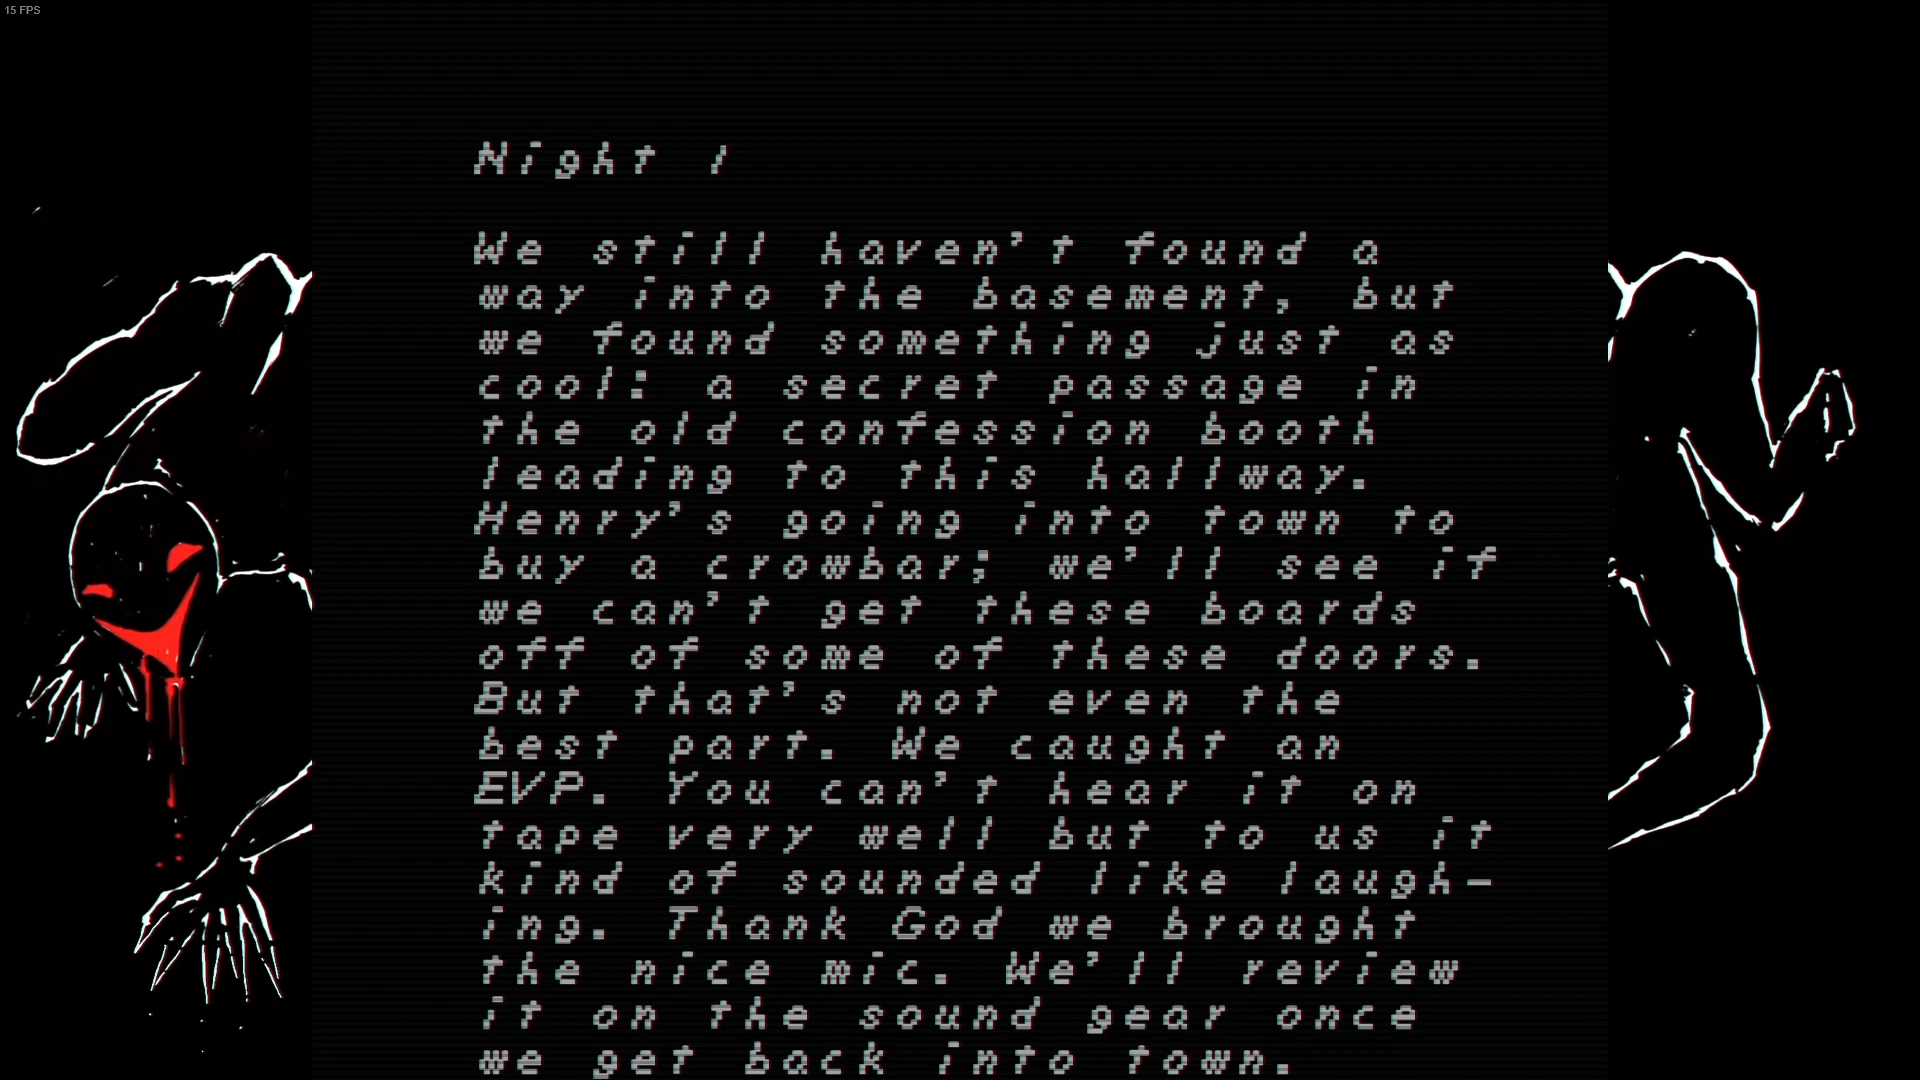 15 FPS
Night 1
We still haven't found a
way into the basement, but
we found something just as
cool: a secret passage in
the old confession booth
leading to this hallway.
Henry's going into town to
buy a crowbar; we'll see if
we can't get these boards
off of some of these doors.
But that's not even the
best part. We caught an
EVP. You can't hear it on
tape very well but to us it
kind of sounded like laugh-
ing. Thank God we brought
the nice mic. We'll review
it on the sound gear once
we get back into town.